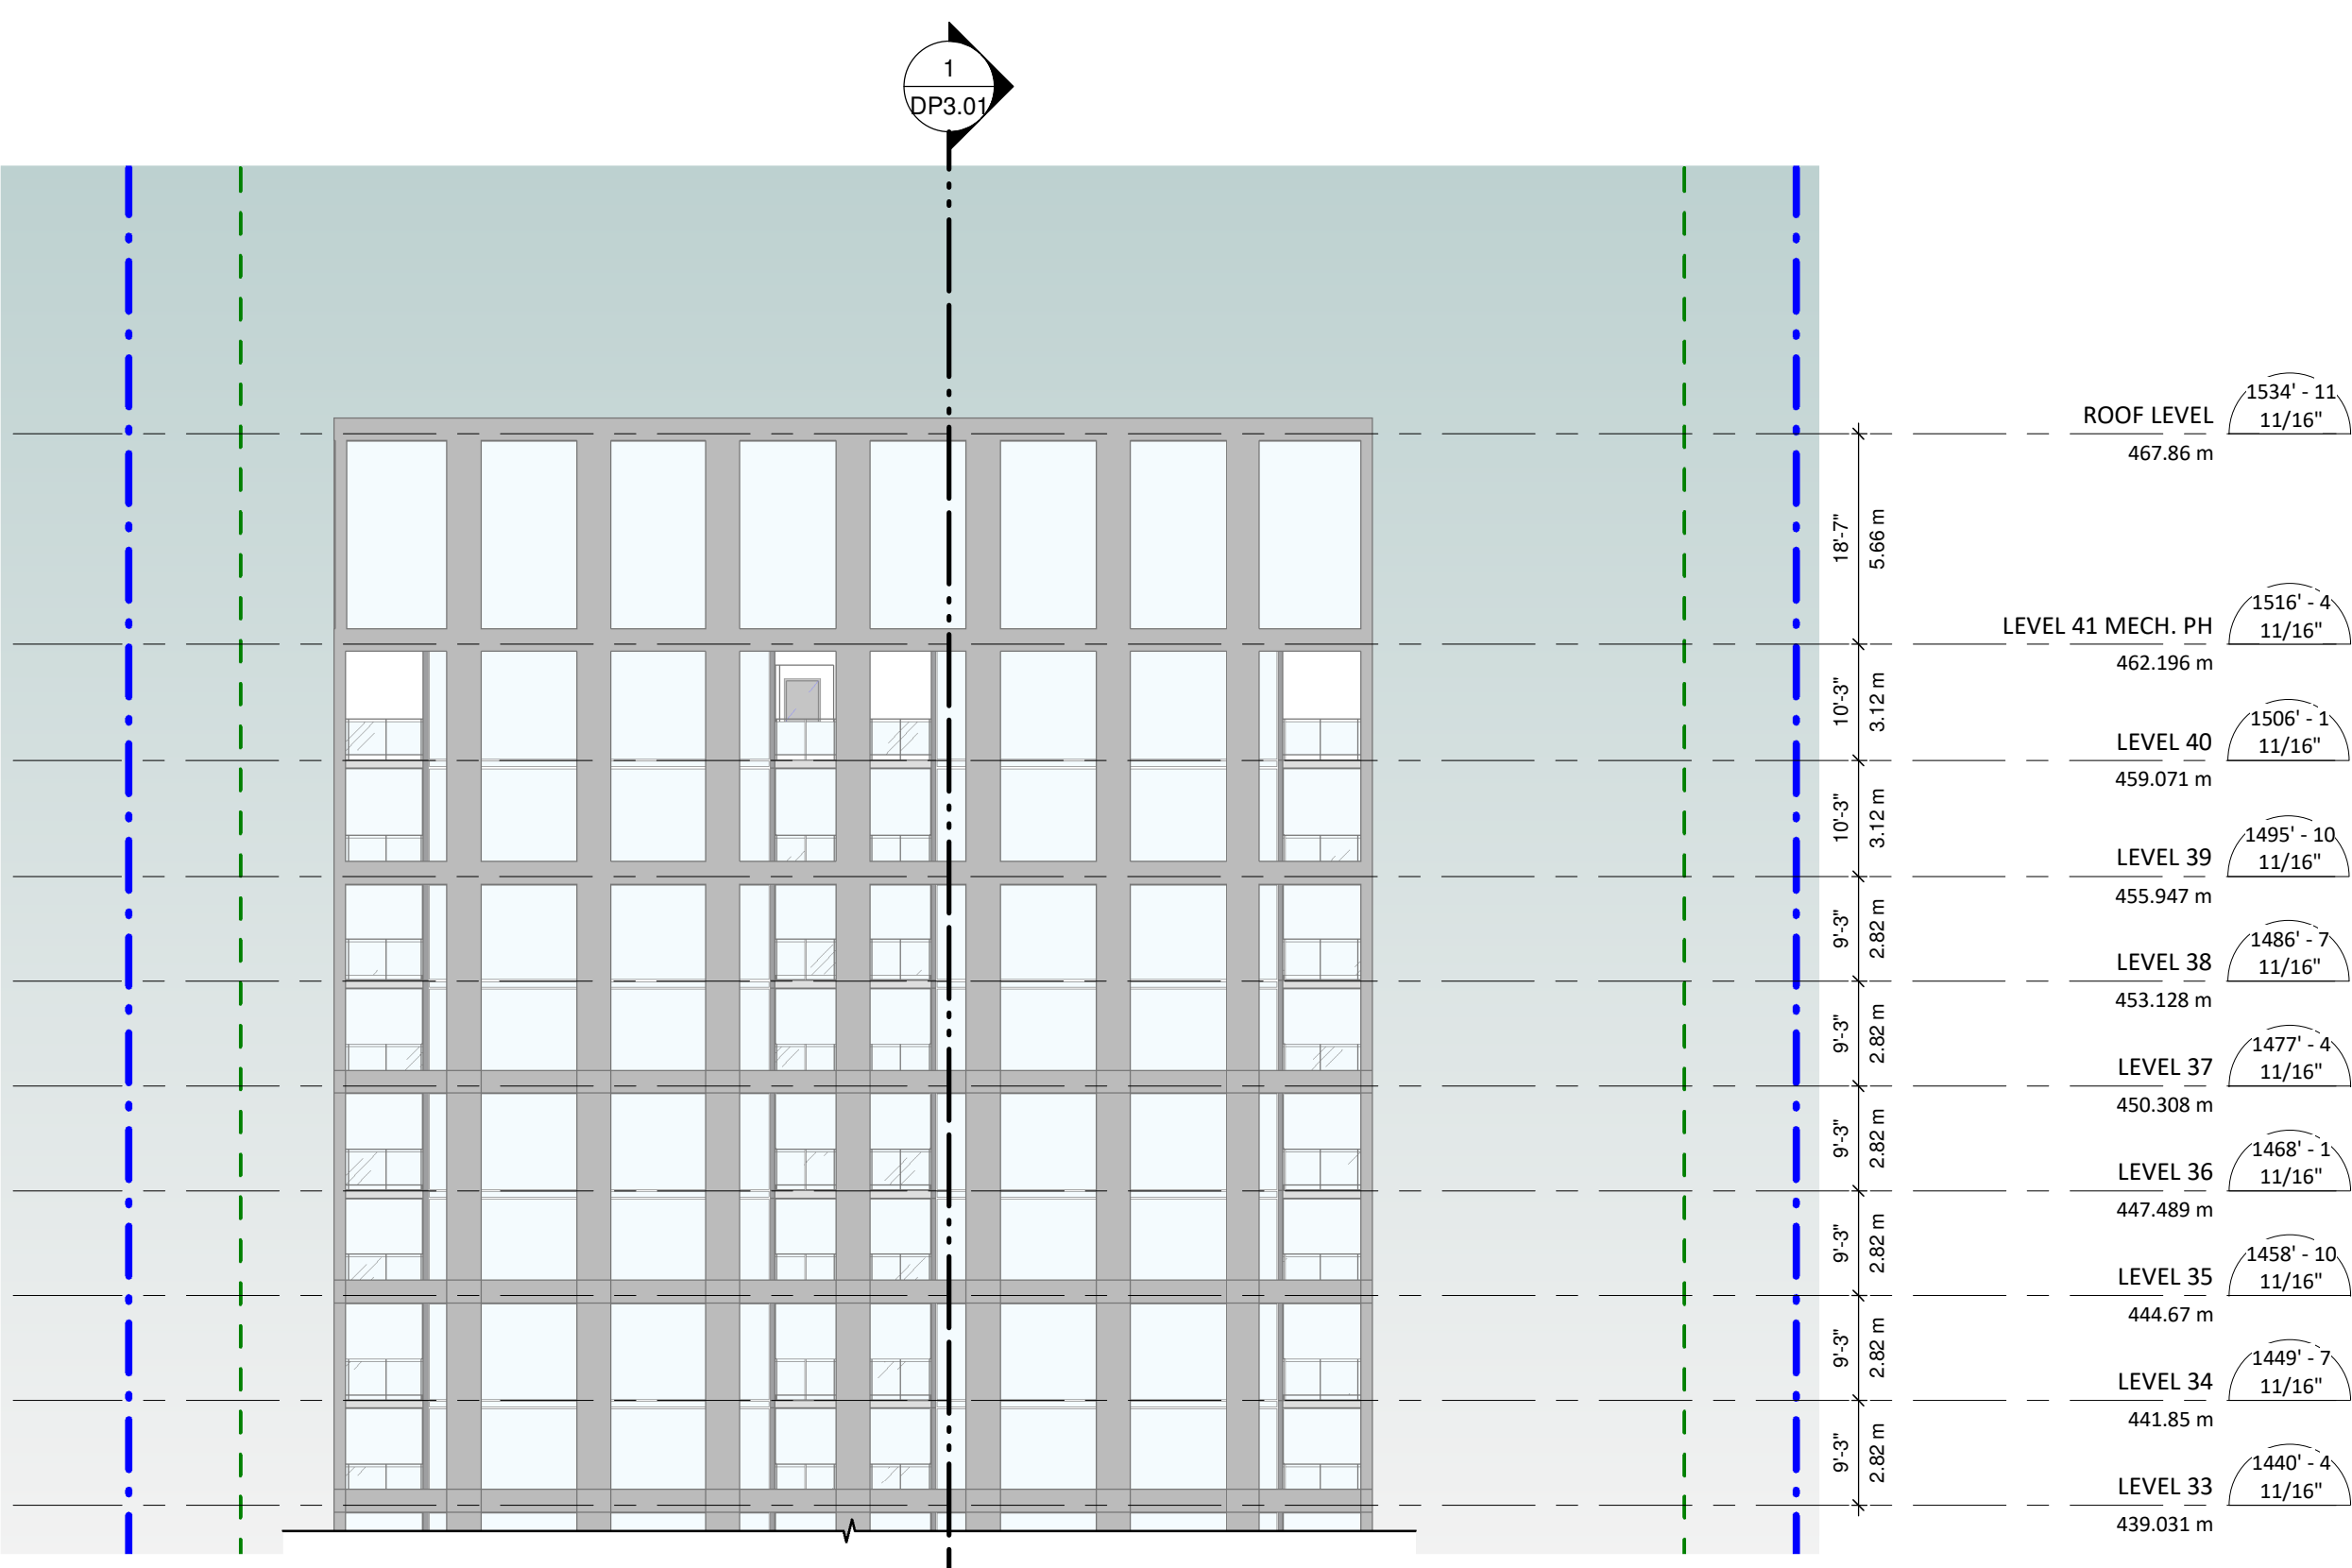 1
DP3.01
1534' - 11
11/16"
ROOF LEVEL
467.86 m
18'-7"
5.66 m
1516' - 4
11/16"
LEVEL 41 MECH. PH
462.196 m
10'-3"
3.12 m
1506' - 1
11/16"
LEVEL 40
459.071 m
10'-3"
3.12 m
1495' - 10
11/16"
LEVEL 39
455.947 m
9'-3"
2.82 m
1486' - 7
11/16"
LEVEL 38
453.128 m
9'-3"
2.82 m
1477' - 4
11/16"
LEVEL 37
450.308 m
9'-3"
2.82 m
1468' - 1
11/16"
LEVEL 36
447.489 m
9'-3"
2.82 m
1458' - 10
11/16"
LEVEL 35
444.67 m
9'-3"
2.82 m
1449' - 7
11/16"
LEVEL 34
441.85 m
9'-3"
2.82 m
1440' - 4
11/16"
LEVEL 33
439.031 m